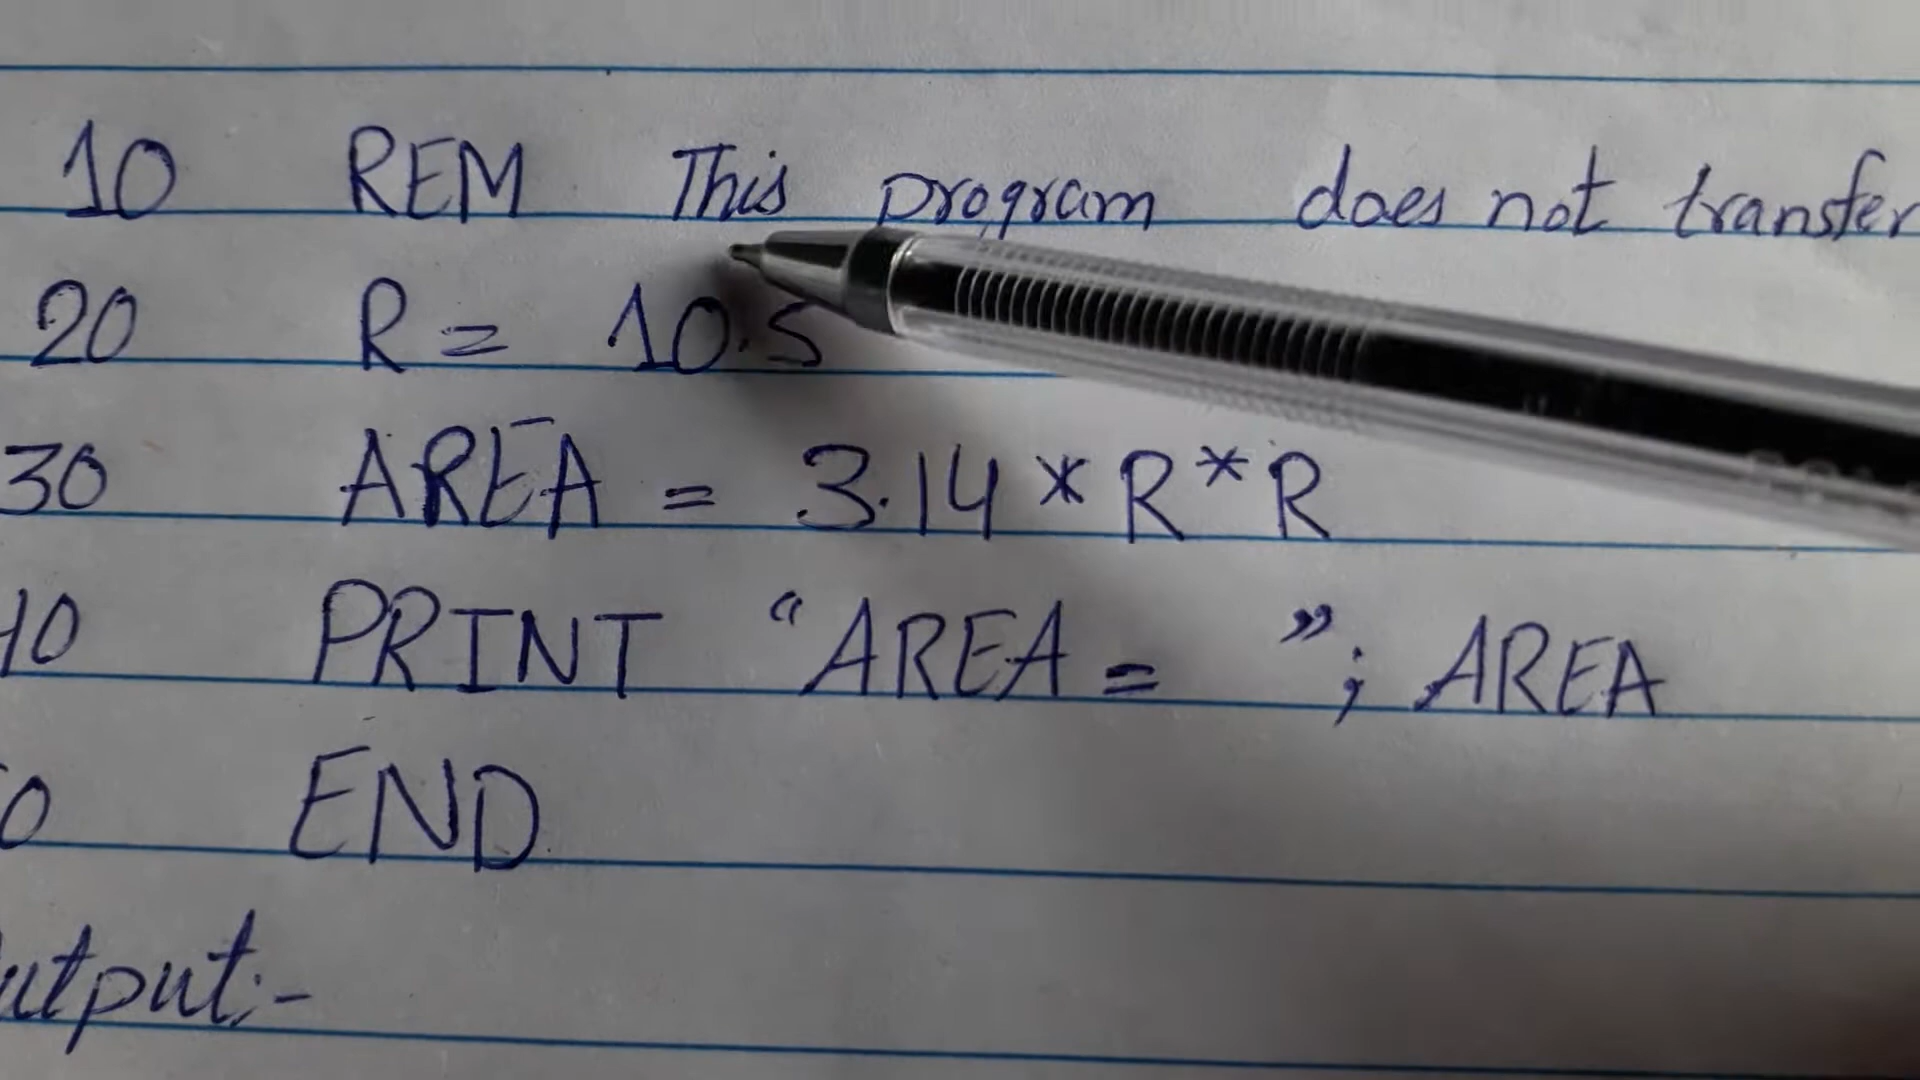 10 REM This program does not transfer
20 R = 10.5
30 AREA = 3.14 * R * R
40 PRINT “AREA = ”; AREA
0 END
utput:-